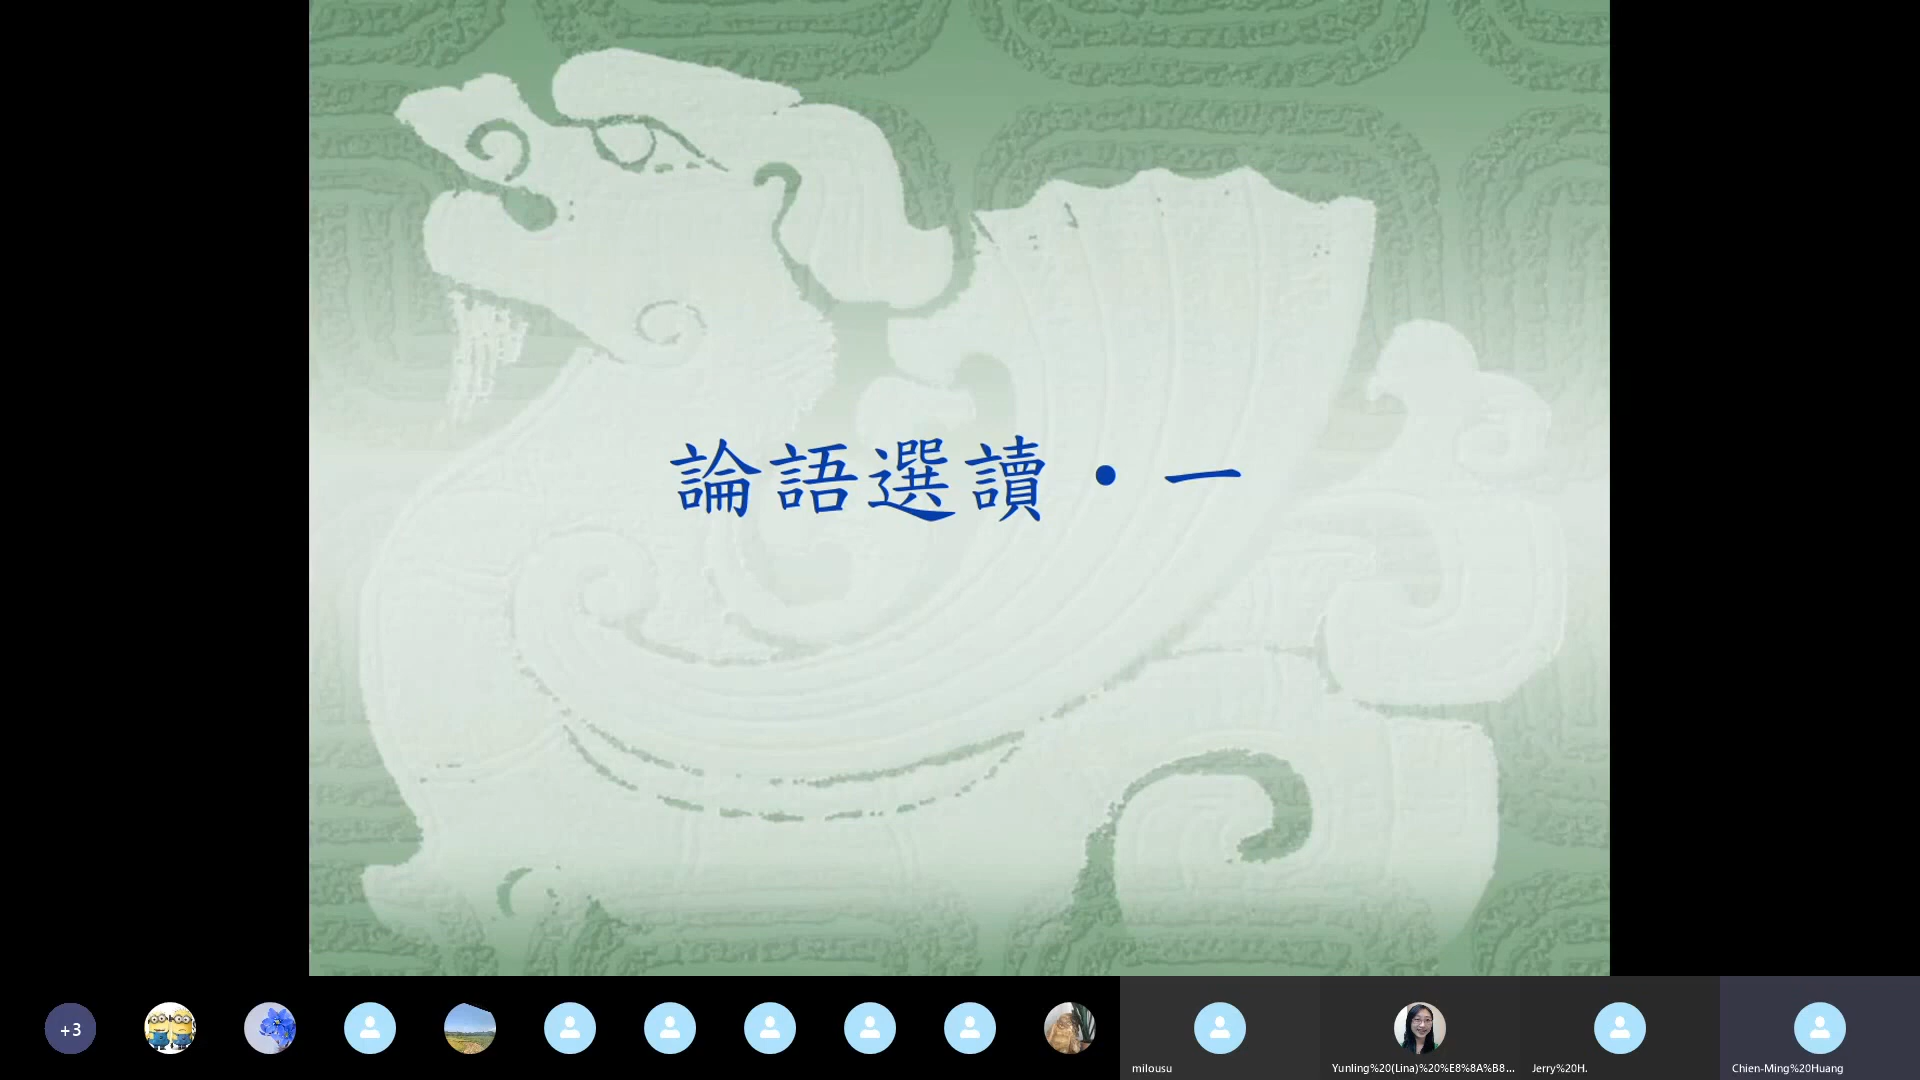 論語選讀・一
+3
milousu
Yunling%20(Lina)%20%E8%8A%B8...
Jerry%20H.
Chien-Ming%20Huang